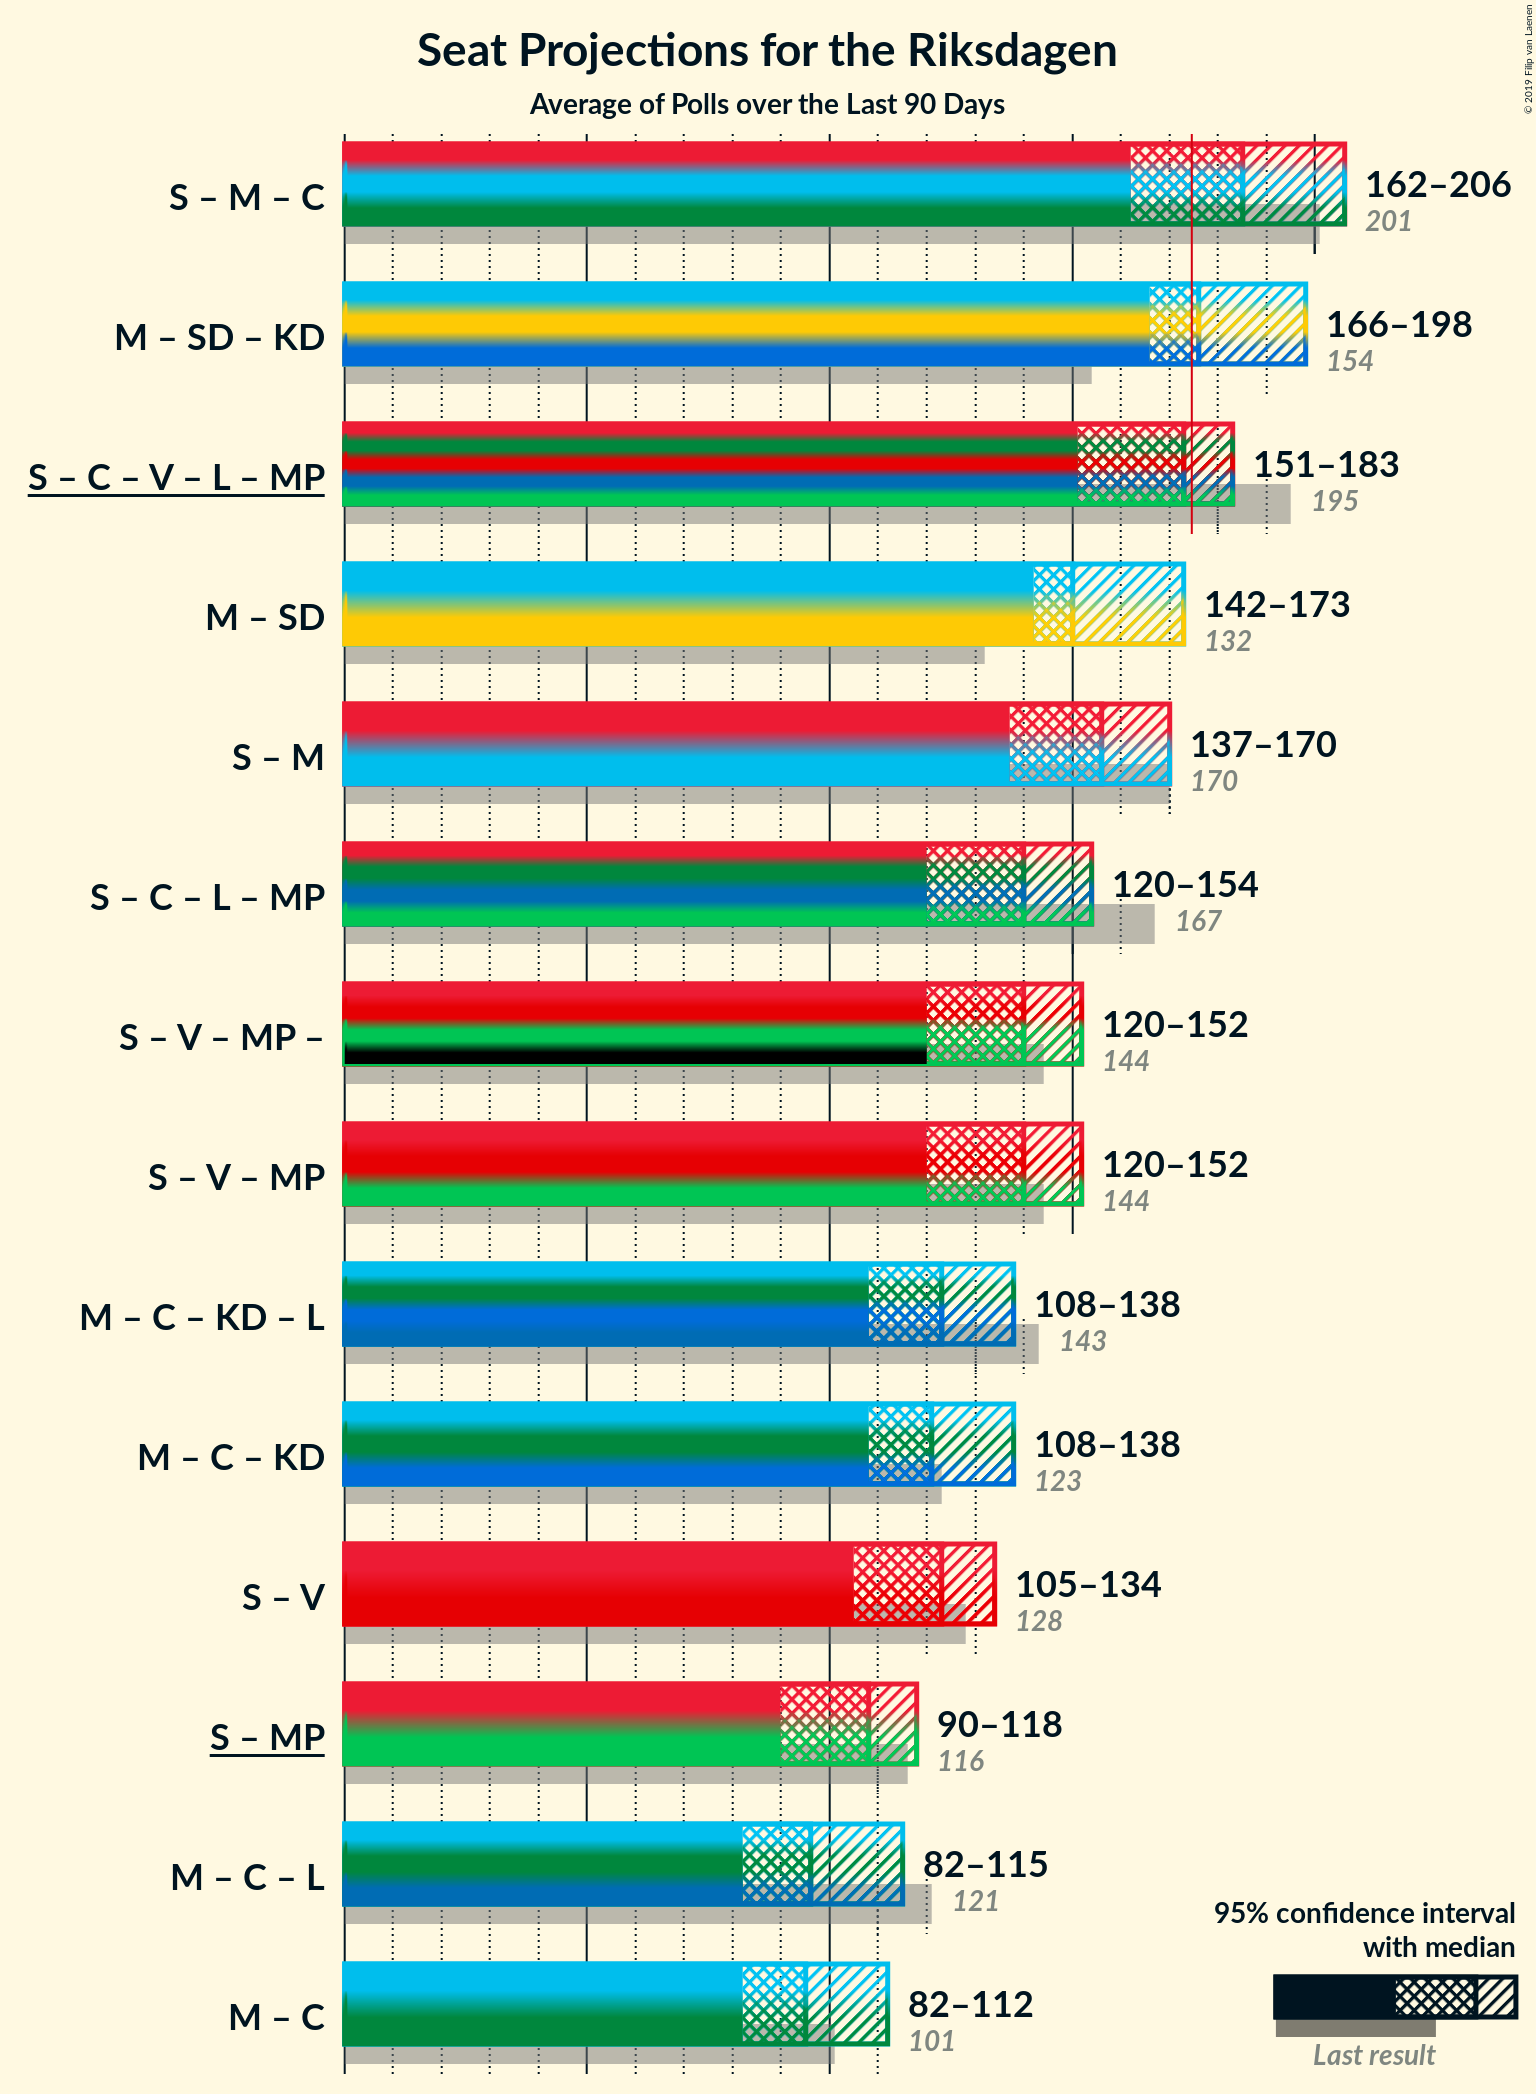 Seat Projections for the Riksdagen
Average of Polls over the Last 90 Days
© 2019 Filip van Laenen
S – M – C
162–206
201
M – SD – KD
166–198
154
S – C – V – L – MP
151–183
195
M – SD
142–173
132
S – M
137–170
170
S – C – L – MP
120–154
167
S – V – MP –
120–152
144
S – V – MP
120–152
144
M – C – KD – L
108–138
143
M – C – KD
108–138
123
S – V
105–134
128
S – MP
90–118
116
M – C – L
82–115
121
M – C
82–112
101
95% confidence interval
with median
Last result